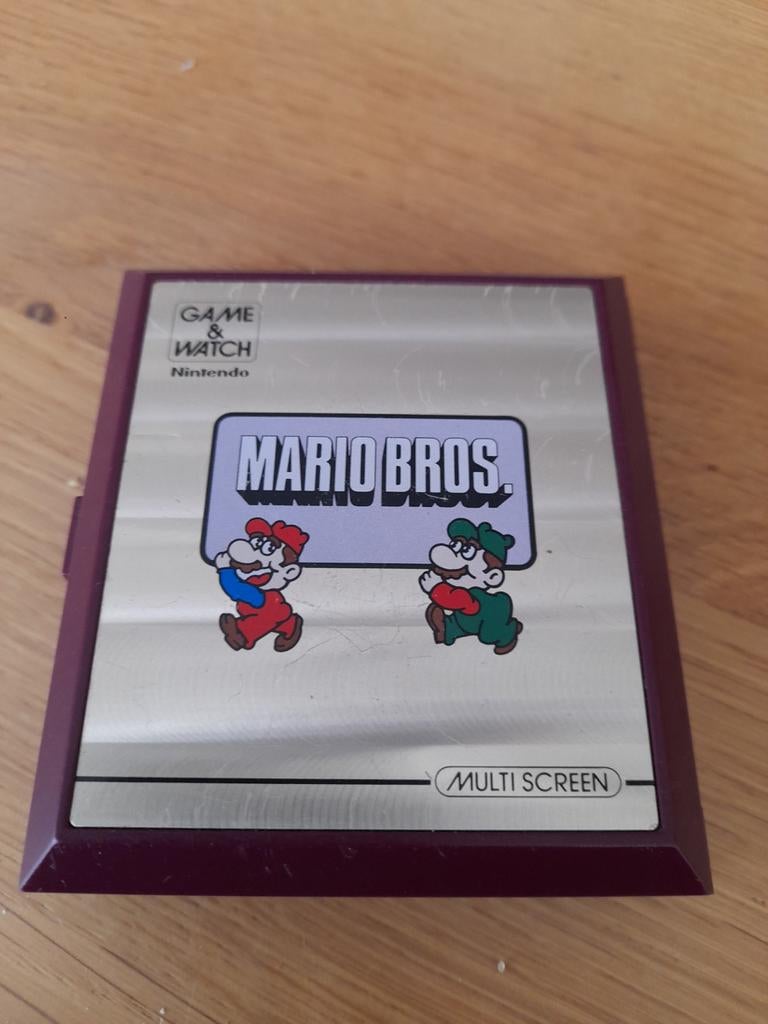 GAME
&
WATCH
Nintendo
MARIO BROS.
MULTI SCREEN